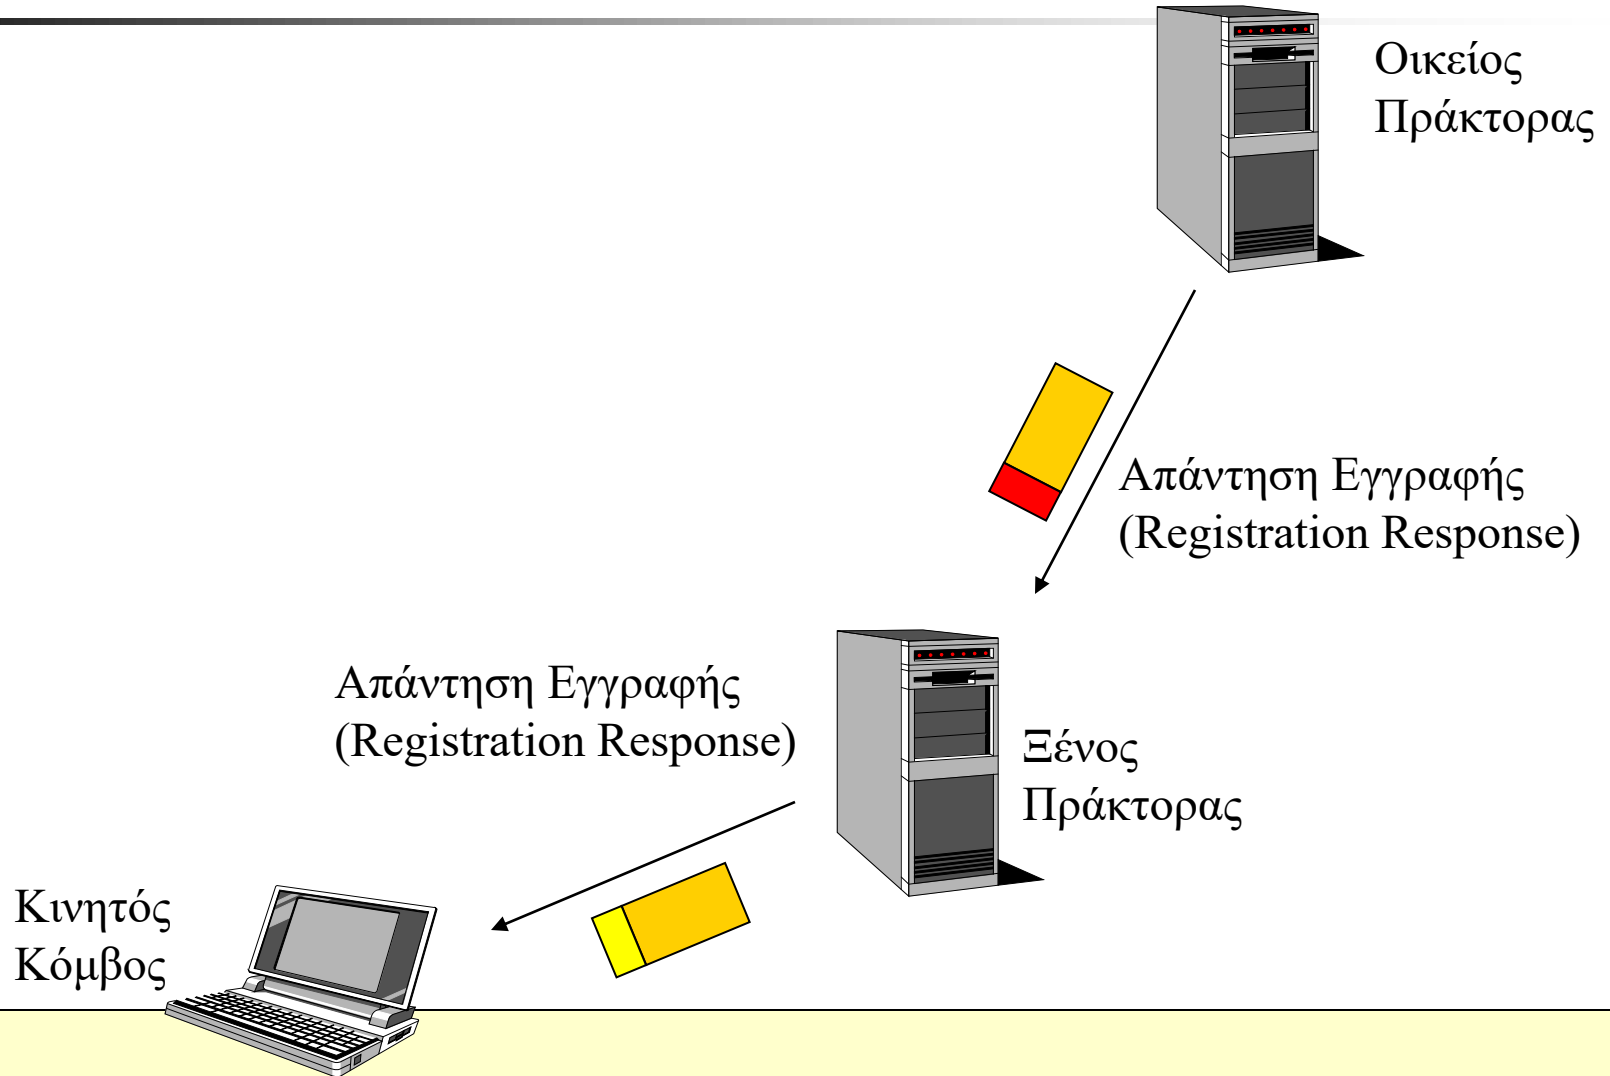 Οικείος
Πράκτορας
Απάντηση Εγγραφής
(Registration Response)
Απάντηση Εγγραφής
(Registration Response)
Ξένος
Πράκτορας
Κινητός
Κόμβος